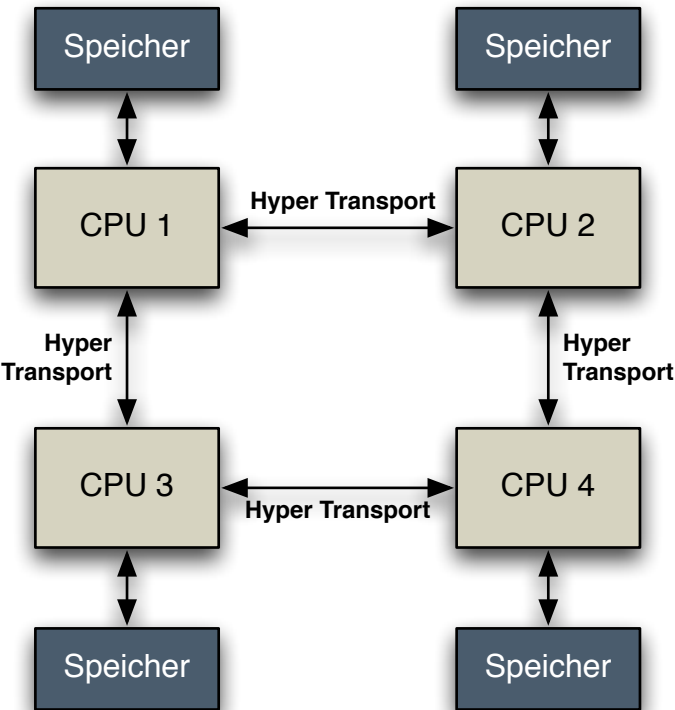 Speicher
Speicher
CPU 1
Hyper Transport
CPU 2
Hyper
Transport
Hyper
Transport
CPU 3
Hyper Transport
CPU 4
Speicher
Speicher